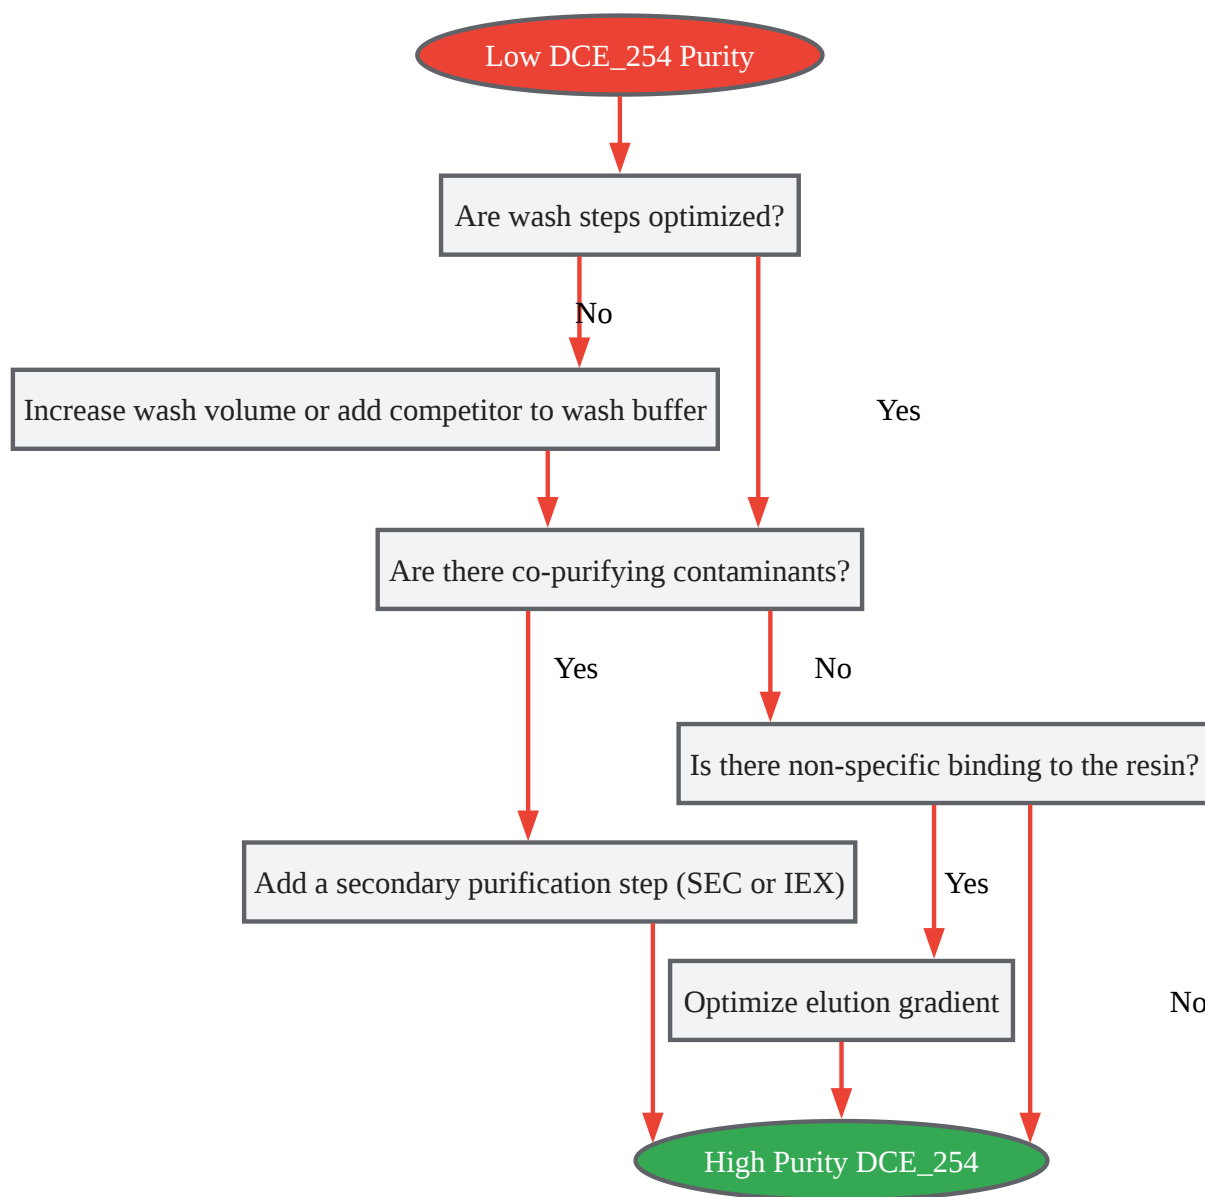 Low DCE_254 Purity
Are wash steps optimized?
No
Increase wash volume or add competitor to wash buffer
Yes
Are there co-purifying contaminants?
Yes
No
Is there non-specific binding to the resin?
Add a secondary purification step (SEC or IEX)
Yes
Optimize elution gradient
No
High Purity DCE_254